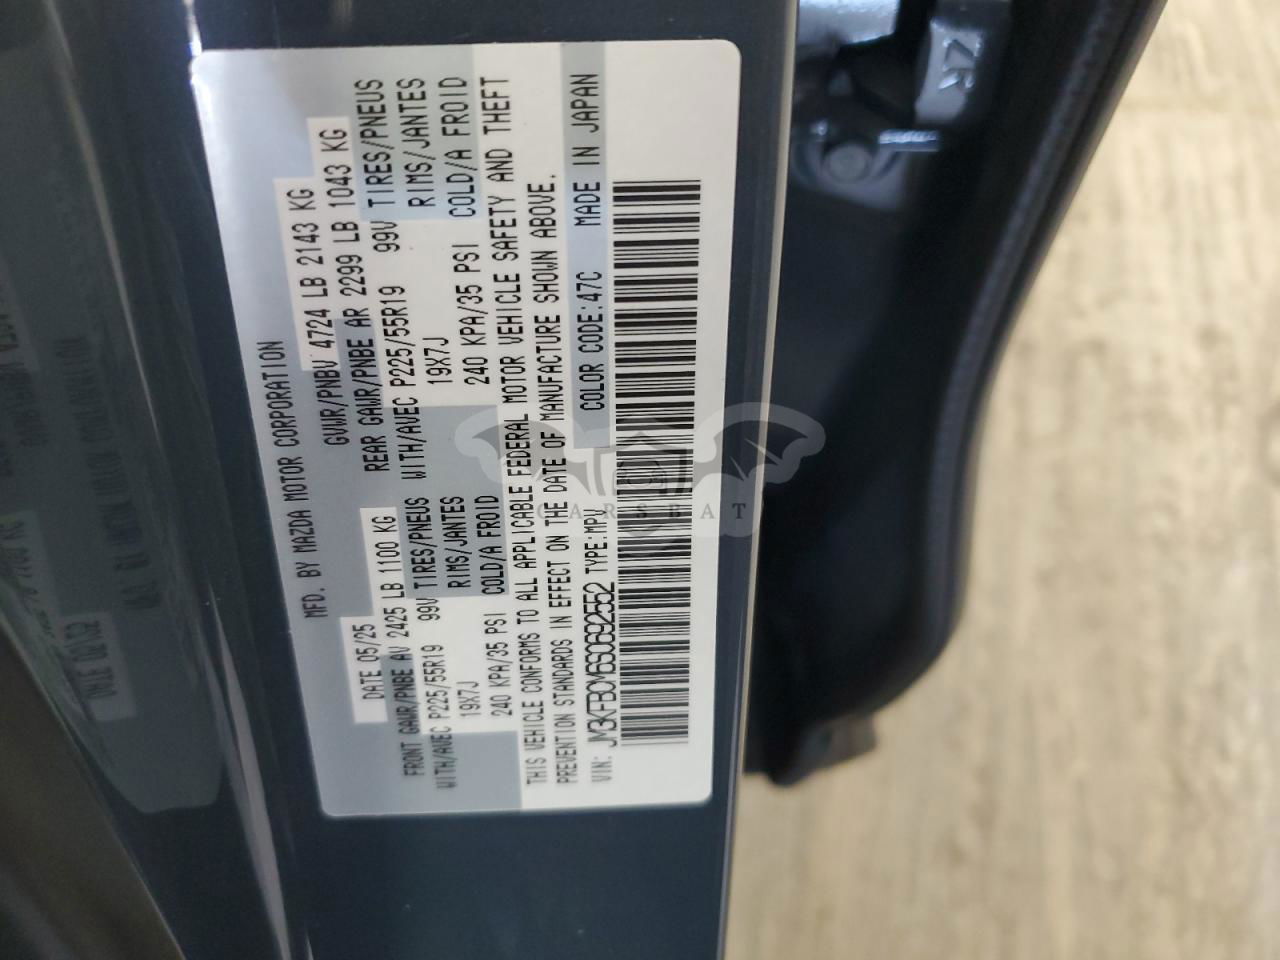 MFD. BY MAZDA MOTOR CORPORATION
DATE 05/25 GVWR/PNBV 4724 LB 2143 KG
FRONT GAWR/PNBE AV 2425 LB 1100 KG REAR GAWR/PNBE AR 2299 LB 1043 KG
WITH/AVEC P225/55R19 99V TIRES/PNEUS WITH/AVEC P225/55R19 99V TIRES/PNEUS
19X7J RIMS/JANTES 19X7J RIMS/JANTES
240 KPA/35 PSI COLD/A FROID 240 KPA/35 PSI COLD/A FROID
THIS VEHICLE CONFORMS TO ALL APPLICABLE FEDERAL MOTOR VEHICLE SAFETY AND THEFT
PREVENTION STANDARDS IN EFFECT ON THE DATE OF MANUFACTURE SHOWN ABOVE.
VIN: JM3KFBCM6S0692552 TYPE:MPV COLOR CODE:47C MADE IN JAPAN
CARSBAT